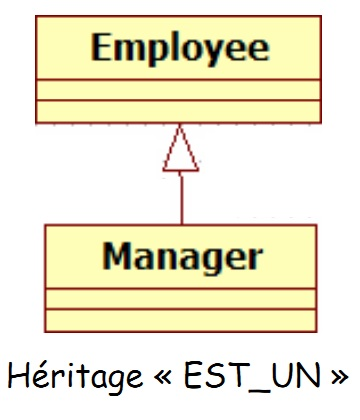 Employee
Manager
Héritage « EST_UN »